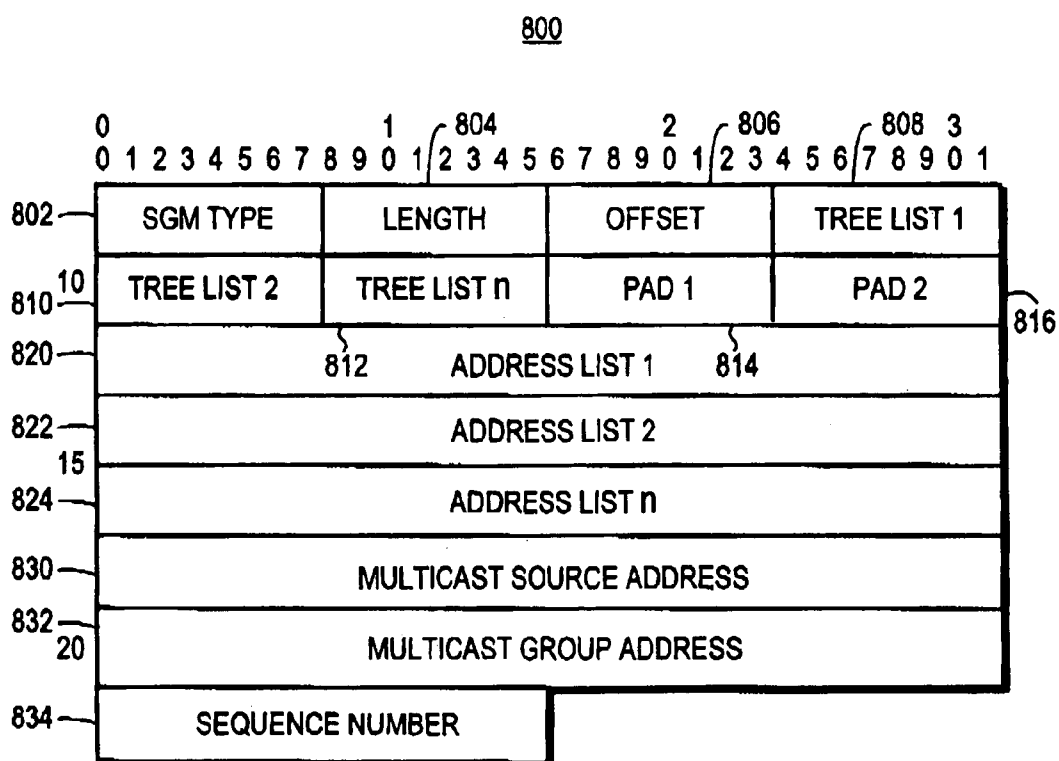 800
0 1 804 2 806 808 3
0 1 2 3 4 5 6 7 8 9 0 1 2 3 4 5 6 7 8 9 0 1 2 3 4 5 6 7 8 9 0 1
802 SGM TYPE LENGTH OFFSET TREE LIST 1
10
810 TREE LIST 2 TREE LIST n PAD 1 PAD 2
816
820 812 ADDRESS LIST 1 814
822 ADDRESS LIST 2
15
824 ADDRESS LIST n
830 MULTICAST SOURCE ADDRESS
832
20 MULTICAST GROUP ADDRESS
834 SEQUENCE NUMBER